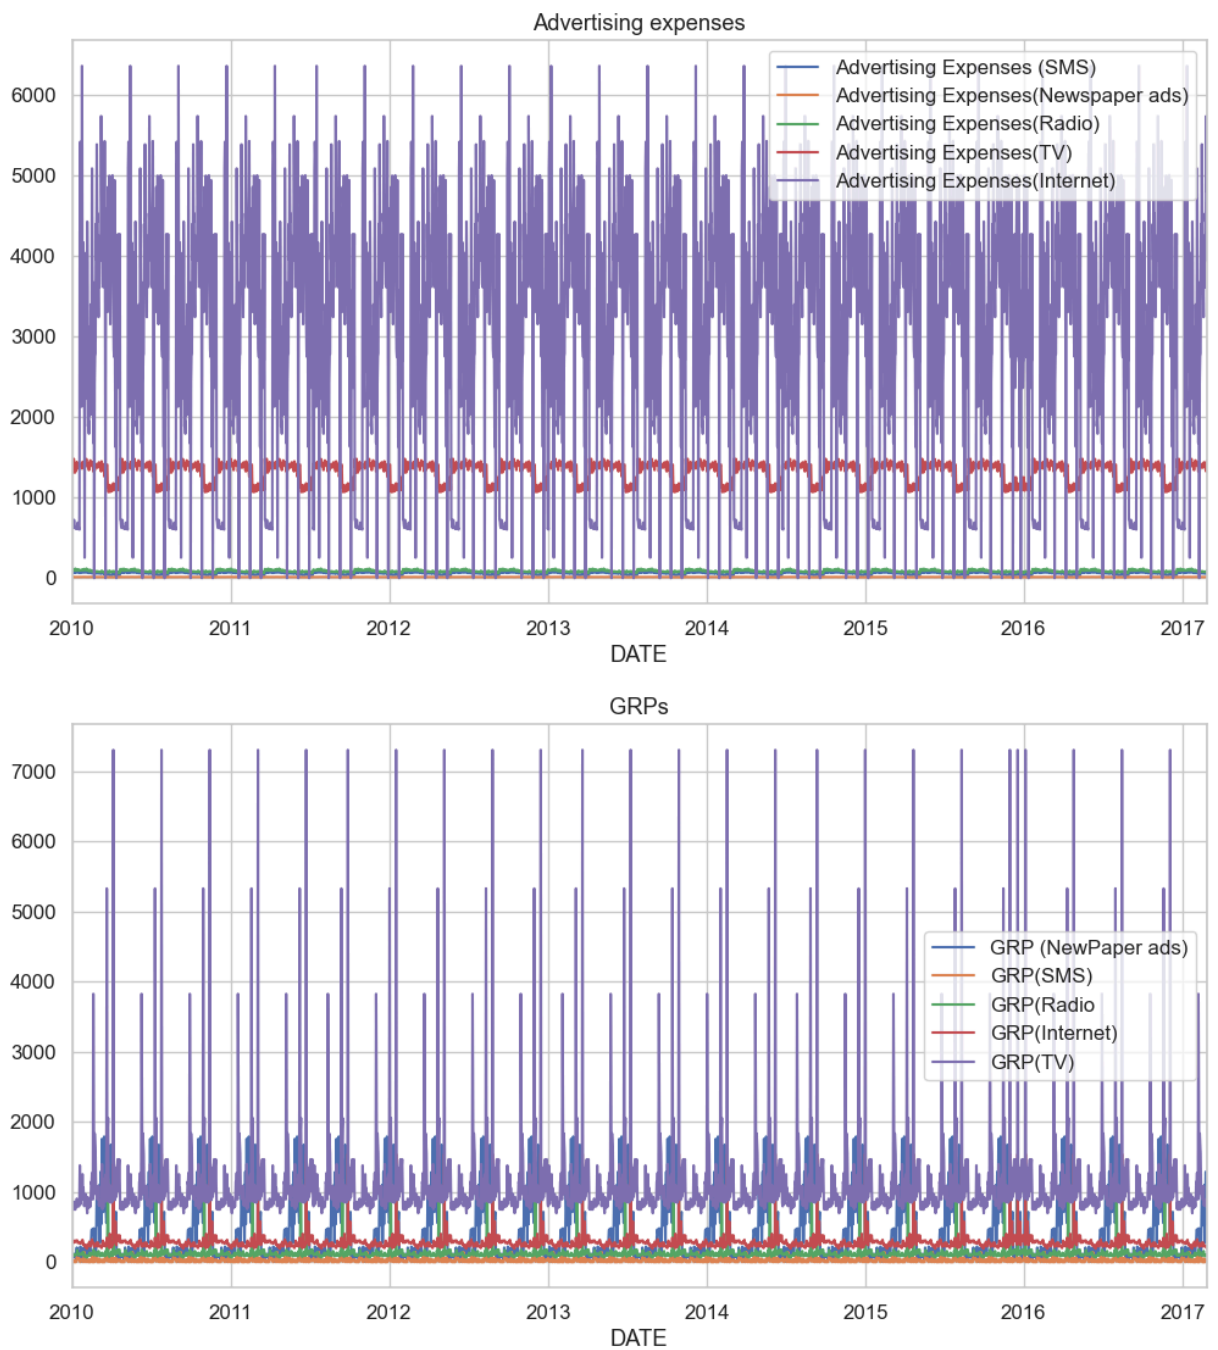 Advertising expenses
Advertising Expenses (SMS)
Advertising Expenses(Newspaper ads)
Advertising Expenses(Radio)
Advertising Expenses(TV)
Advertising Expenses(Internet)
6000
5000
4000
3000
2000
1000
0
2010 2011 2012 2013 2014 2015 2016 2017
DATE
GRPs
7000
6000
5000
4000
3000
2000
1000
0
GRP (NewPaper ads)
GRP(SMS)
GRP(Radio
GRP(Internet)
GRP(TV)
2010 2011 2012 2013 2014 2015 2016 2017
DATE